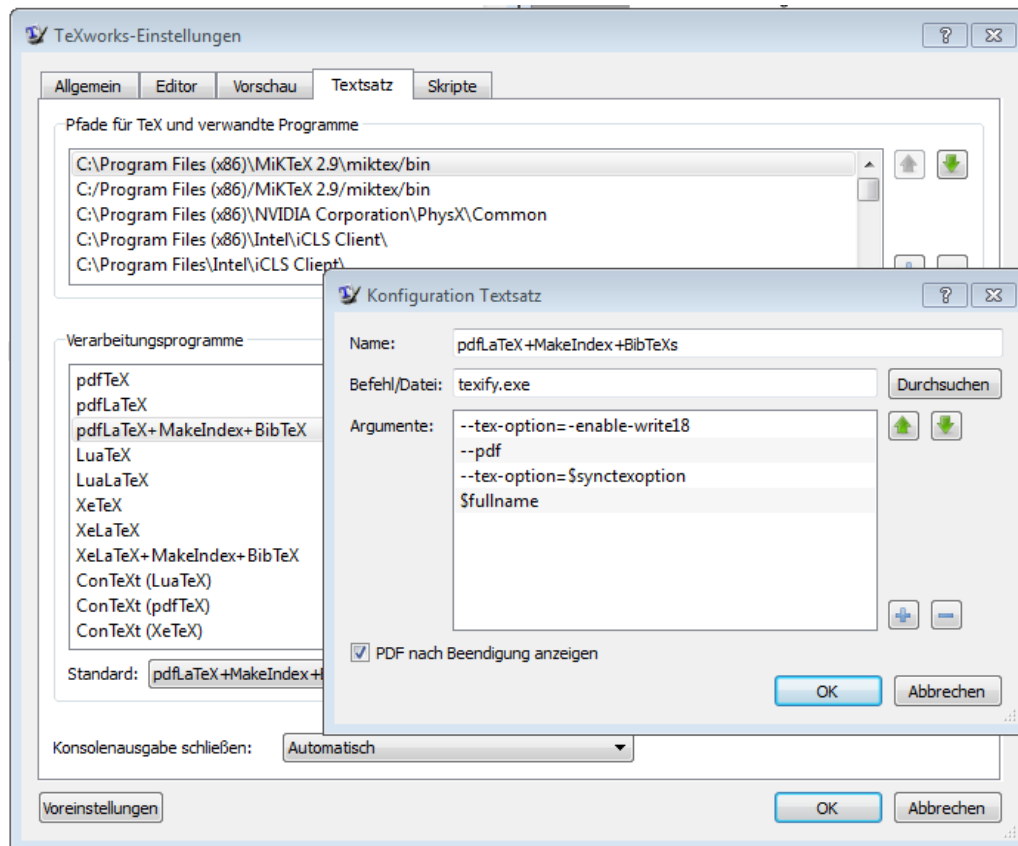 TeXworks-Einstellungen
Allgemein
Editor
Vorschau
Textsatz
Skripte
Pfade für TeX und verwandte Programme
C:\Program Files (x86)\MiKTeX 2.9\miktex/bin
C:/Program Files (x86)/MiKTeX 2.9/miktex/bin
C:\Program Files (x86)\NVIDIA Corporation\PhysX\Common
C:\Program Files (x86)\Intel\iCLS Client\
C:\Program Files\Intel\iCLS Client\
Verarbeitungsprogramme
pdfTeX
pdfLaTeX
pdfLaTeX+MakeIndex+BibTeX
LuaTeX
LuaLaTeX
XeTeX
XeLaTeX
XeLaTeX+MakeIndex+BibTeX
ConTeXt (LuaTeX)
ConTeXt (pdfTeX)
ConTeXt (XeTeX)
Standard: pdfLaTeX+MakeIndex+
Konsolenausgabe schließen: Automatisch
Voreinstellungen
OK
Abbrechen
Konfiguration Textsatz
Name: pdfLaTeX+MakeIndex+BibTeXs
Befehl/Datei: texify.exe
Durchsuchen
Argumente: --tex-option=-enable-write18
--pdf
--tex-option=$synctexoption
$fullname
PDF nach Beendigung anzeigen
OK
Abbrechen